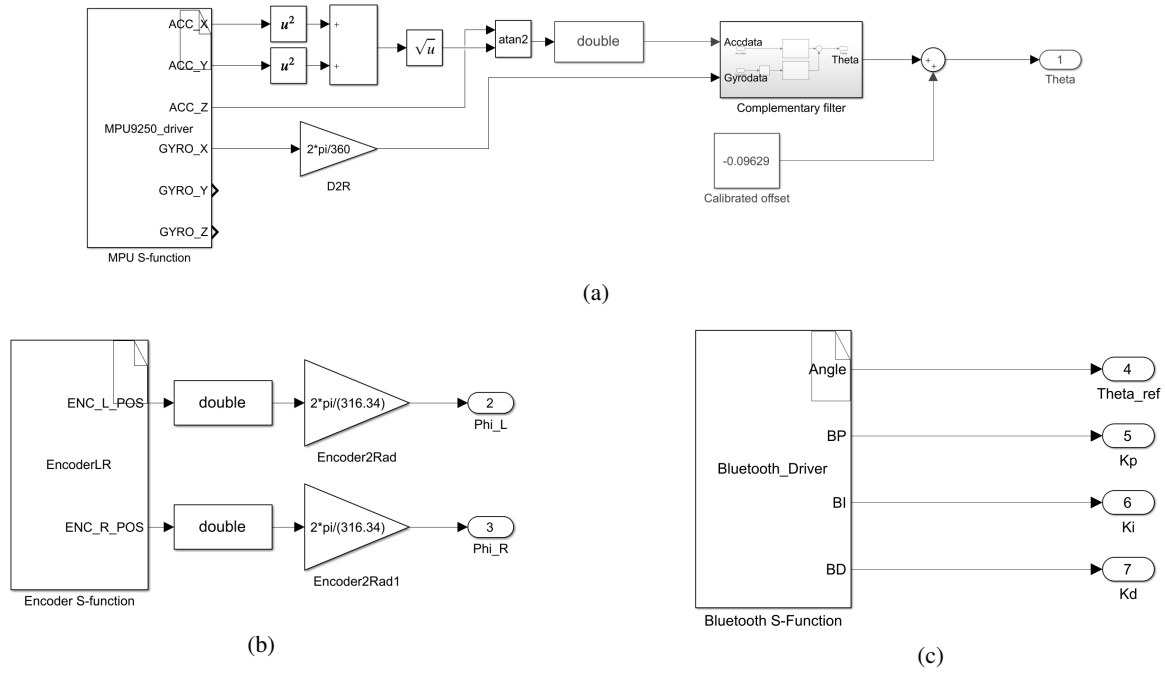 ACC_X
u²
+
ACC_Y
u²
+
√u
atan2
double
Accdata
Gyrodata
Theta
Complementary filter
+
+
1
Theta
ACC_Z
MPU9250_driver
GYRO_X
2*pi/360
D2R
-0.09629
Calibrated offset
GYRO_Y
GYRO_Z
MPU S-function
(a)
ENC_L_POS
double
2*pi/(316.34)
2
Phi_L
Encoder2Rad
EncoderLR
ENC_R_POS
double
2*pi/(316.34)
3
Phi_R
Encoder2Rad1
Encoder S-function
(b)
Angle
4
Theta_ref
BP
5
Kp
Bluetooth_Driver
BI
6
Ki
BD
7
Kd
Bluetooth S-Function
(c)